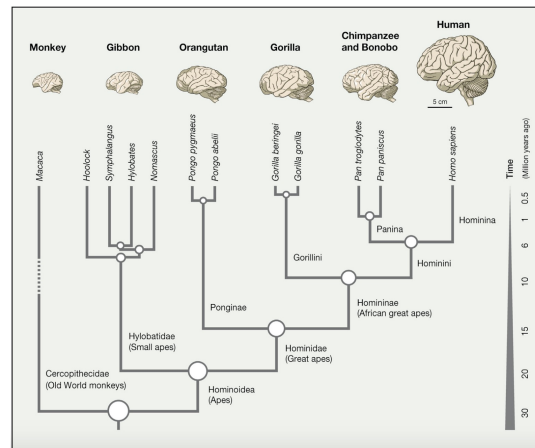 Monkey
Gibbon
Orangutan
Gorilla
Chimpanzee
and Bonobo
Human
5 cm
Macaca
Hoolock
Symphalangus
Hylobates
Nomascus
Pongo pygmaeus
Pongo abelii
Gorilla beringei
Gorilla gorilla
Pan troglodytes
Pan paniscus
Homo sapiens
Time
(Million years ago)
0.5
1
6
10
15
20
30
Panina
Hominina
Gorillini
Hominini
Ponginae
Homininae
(African great apes)
Hylobatidae
(Small apes)
Hominidae
(Great apes)
Cercopithecidae
(Old World monkeys)
Hominoidea
(Apes)